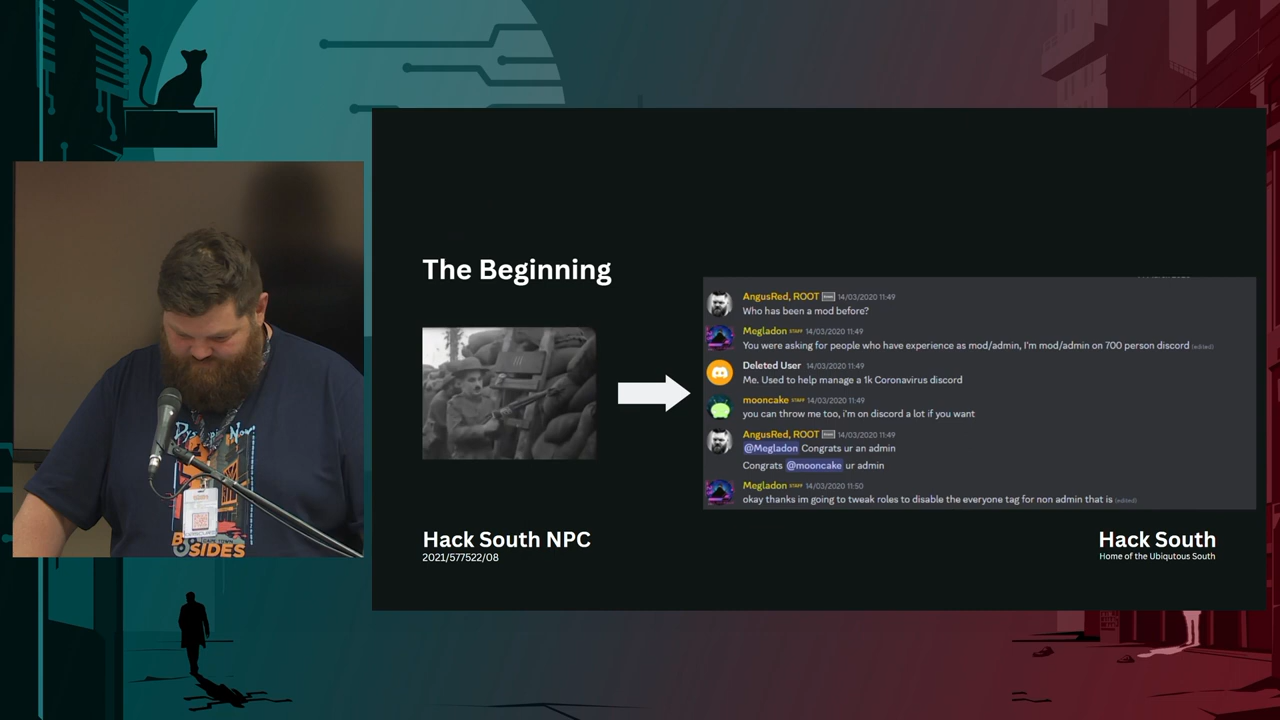 The Beginning
AngusRed, ROOT 14/03/2020 11:49
Who has been a mod before?
Megladon STAFF 14/03/2020 11:49
You were asking for people who have experience as mod/admin, I'm mod/admin on 700 person discord (edited)
Deleted User 14/03/2020 11:49
Me. Used to help manage a 1k Coronavirus discord
mooncake STAFF 14/03/2020 11:49
you can throw me too, i'm on discord a lot if you want
AngusRed, ROOT 14/03/2020 11:49
@Megladon Congrats ur an admin
Congrats @mooncake ur admin
Megladon STAFF 14/03/2020 11:50
okay thanks im going to tweak roles to disable the everyone tag for non admin that is (edited)
Hack South NPC
2021/577522/08
Hack South
Home of the Ubiqutous South
BSIDES